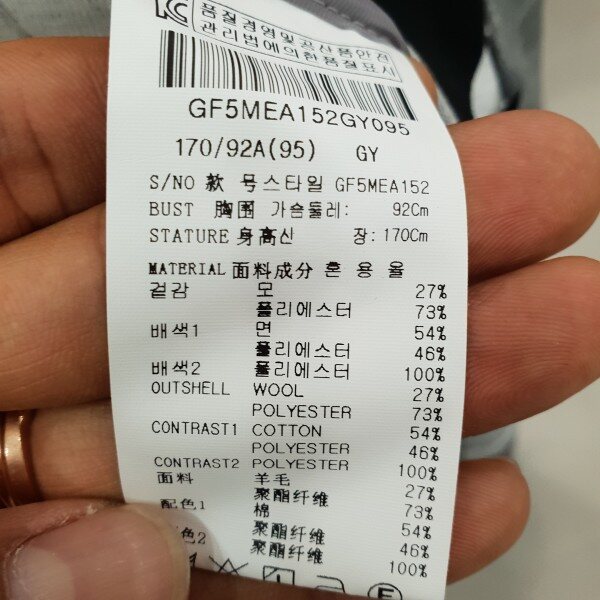 KC 품질경영및공산품안전
관리법에의한품질표시
GF5MEA152GY095
170/92A(95) GY
S/NO 款 号스타일 GF5MEA152
BUST 胸围 가슴둘레: 92Cm
STATURE 身高산 장: 170Cm
MATERIAL 面料成分 혼 용 율
겉감 모 27%
폴리에스터 73%
배색1 면 54%
폴리에스터 46%
배색2 폴리에스터 100%
OUTSHELL WOOL 27%
POLYESTER 73%
CONTRAST1 COTTON 54%
POLYESTER 46%
CONTRAST2 POLYESTER 100%
面料 羊毛 27%
聚酯纤维 73%
配色1 棉 54%
聚酯纤维 46%
色2 聚酯纤维 100%